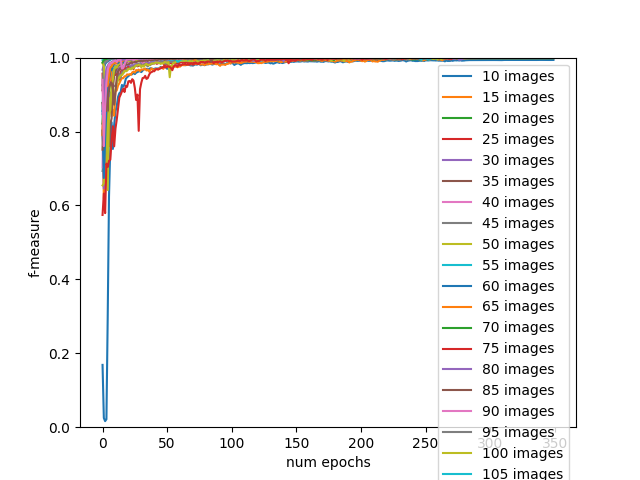 1.0
0.8
0.6
0.4
0.2
0.0
f-measure
0 50 100 150 200 250 300 350
num epochs
10 images
15 images
20 images
25 images
30 images
35 images
40 images
45 images
50 images
55 images
60 images
65 images
70 images
75 images
80 images
85 images
90 images
95 images
100 images
105 images